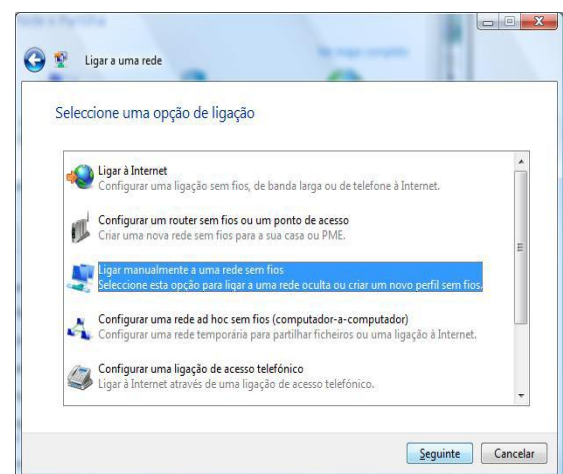 Ligar a uma rede
Seleccione uma opção de ligação
Ligar à Internet
Configurar uma ligação sem fios, de banda larga ou de telefone à Internet.
Configurar um router sem fios ou um ponto de acesso
Criar uma nova rede sem fios para a sua casa ou PME.
Ligar manualmente a uma rede sem fios
Seleccione esta opção para ligar a uma rede oculta ou criar um novo perfil sem fios.
Configurar uma rede ad hoc sem fios (computador-a-computador)
Configurar uma rede temporária para partilhar ficheiros ou uma ligação à Internet.
Configurar uma ligação de acesso telefónico
Ligar à Internet através de uma ligação de acesso telefónico.
Seguinte Cancelar